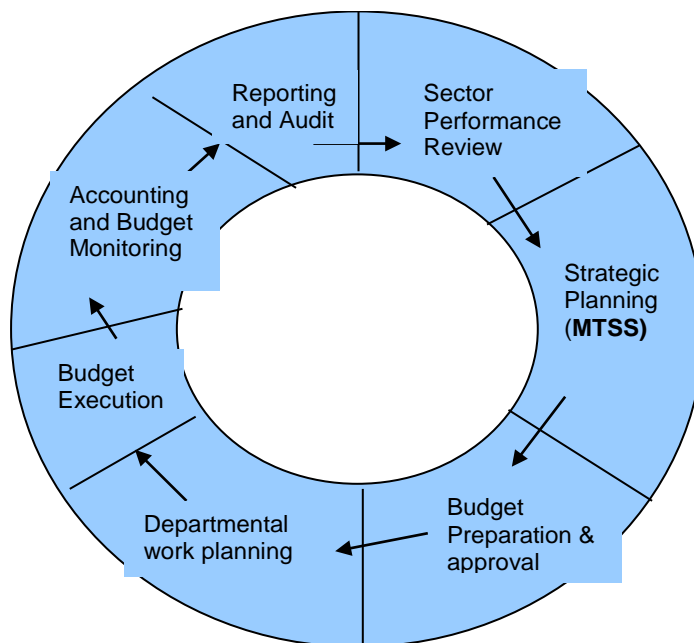 Reporting
and Audit
Sector
Performance
Review
Accounting
and Budget
Monitoring
Strategic
Planning
(MTSS)
Budget
Execution
Departmental
work planning
Budget
Preparation &
approval